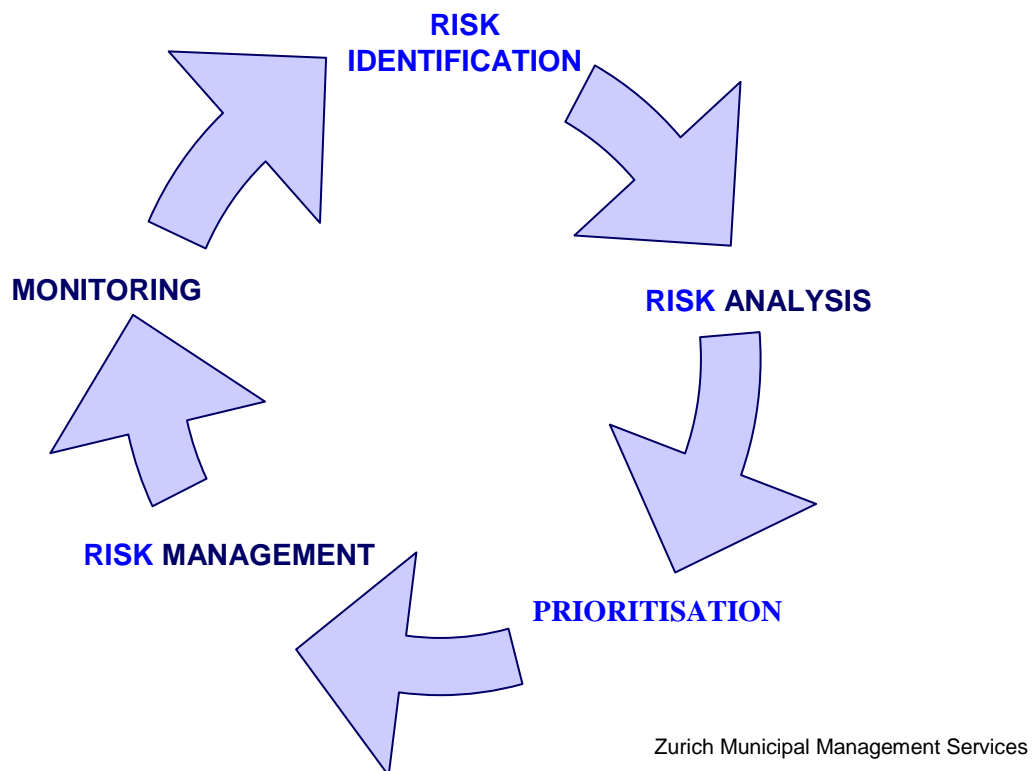 RISK
IDENTIFICATION
MONITORING
RISK ANALYSIS
RISK MANAGEMENT
PRIORITISATION
Zurich Municipal Management Services